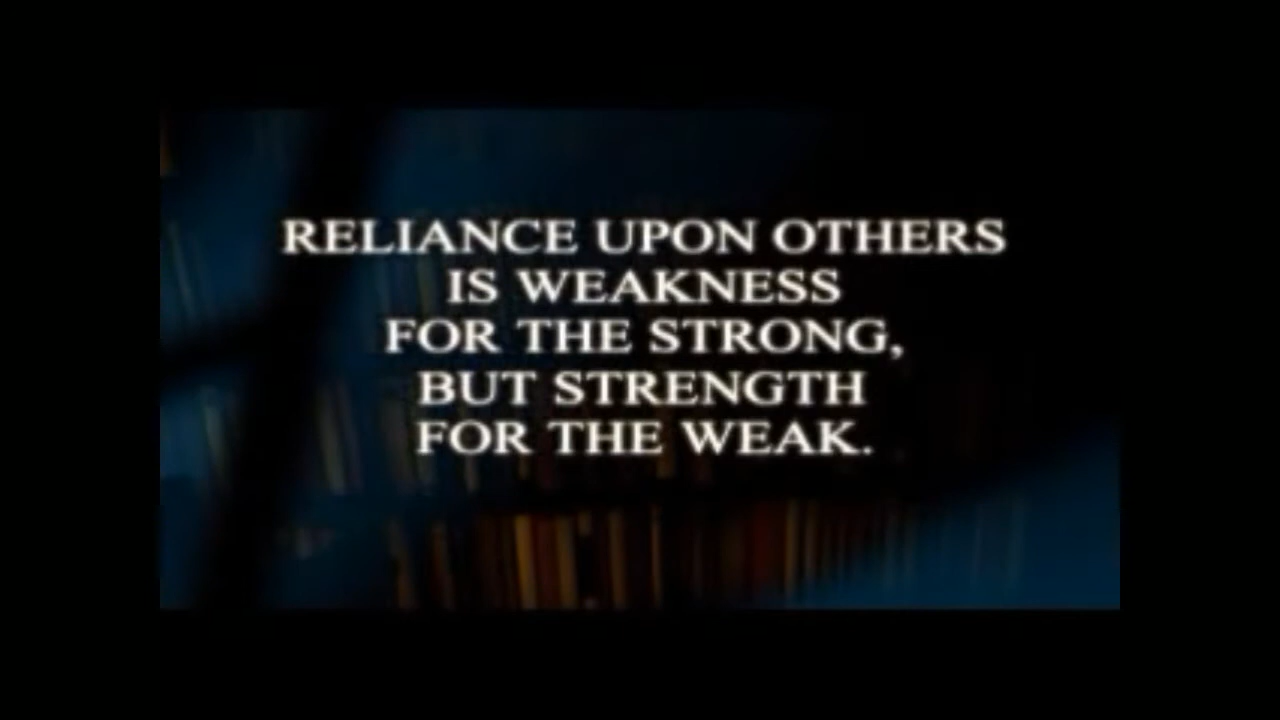 RELIANCE UPON OTHERS
IS WEAKNESS
FOR THE STRONG,
BUT STRENGTH
FOR THE WEAK.